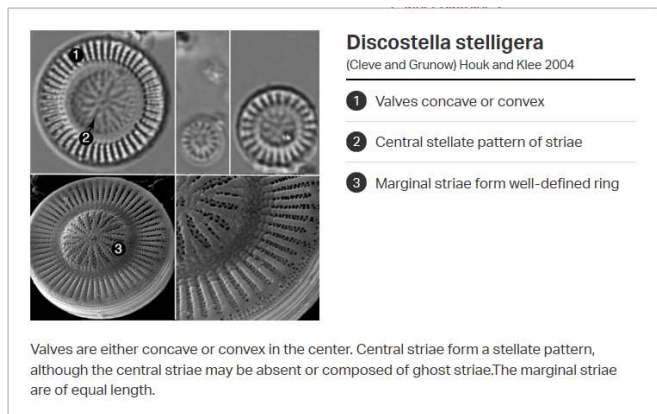 Discostella stelligera
(Cleve and Grunow) Houk and Klee 2004
1 Valves concave or convex
2 Central stellate pattern of striae
3 Marginal striae form well-defined ring
1
2
3
Valves are either concave or convex in the center. Central striae form a stellate pattern,
although the central striae may be absent or composed of ghost striae.The marginal striae
are of equal length.